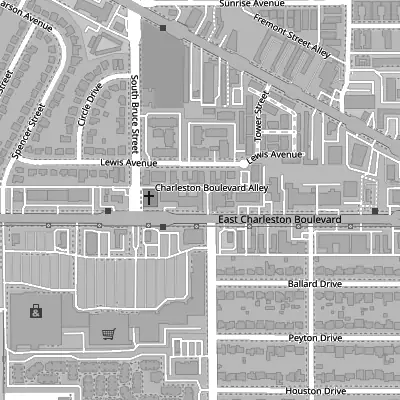 Sunrise Avenue
arson Avenue
Fremont Street Alley
Street
Circle Drive
South Bruce Street
Tower Street
Spencer Street
Lewis Avenue
Lewis Avenue
Charleston Boulevard Alley
East Charleston Boulevard
Ballard Drive
Peyton Drive
Houston Drive